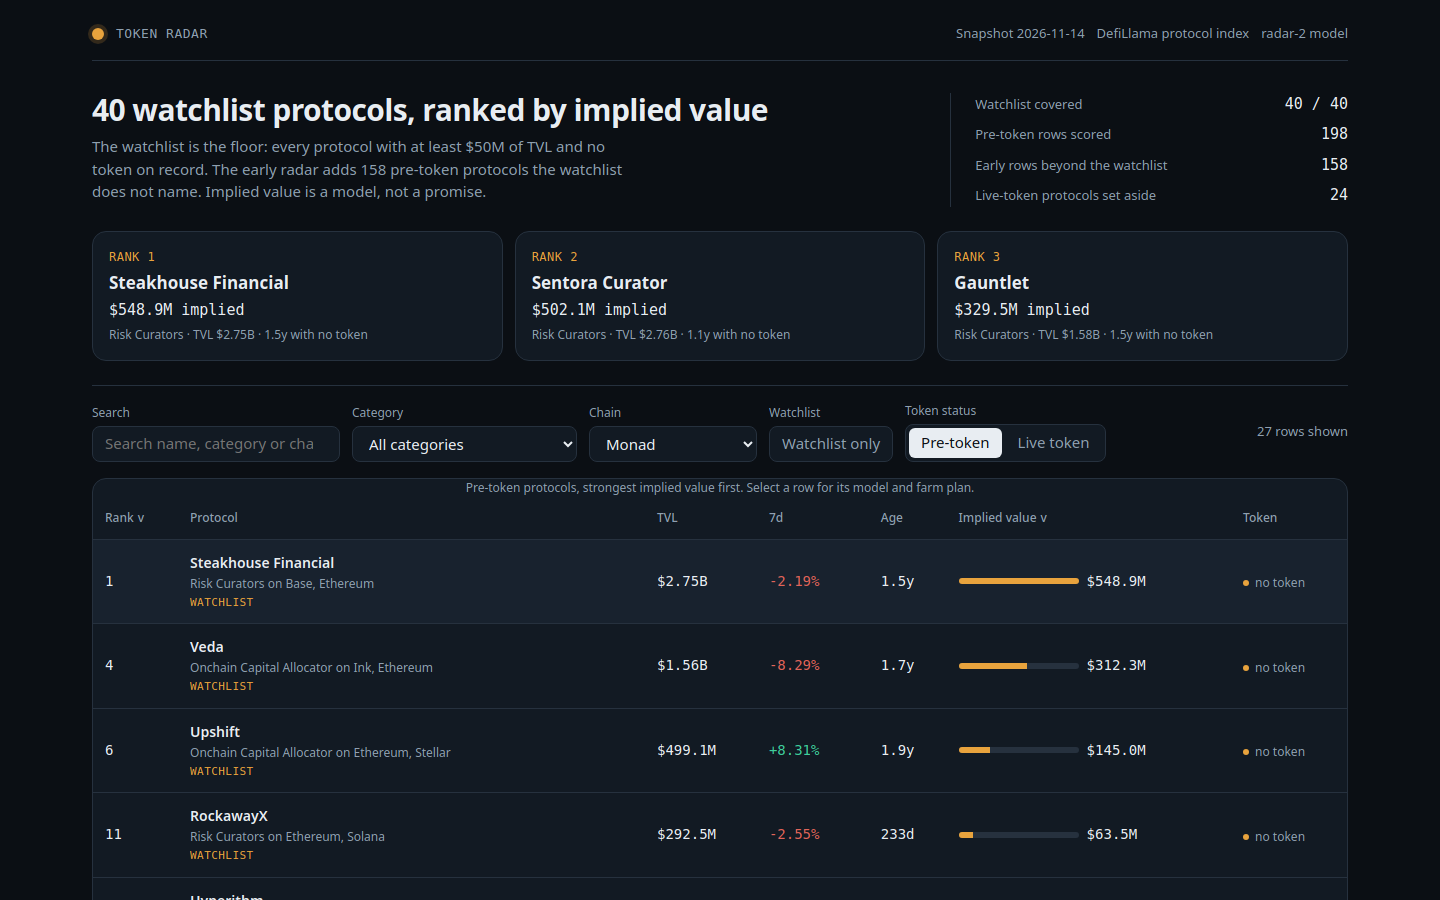 TOKEN RADAR
Snapshot 2026-11-14 DefiLlama protocol index radar-2 model
40 watchlist protocols, ranked by implied value
The watchlist is the floor: every protocol with at least $50M of TVL and no
token on record. The early radar adds 158 pre-token protocols the watchlist
does not name. Implied value is a model, not a promise.
Watchlist covered 40 / 40
Pre-token rows scored 198
Early rows beyond the watchlist 158
Live-token protocols set aside 24
RANK 1
Steakhouse Financial
$548.9M implied
Risk Curators · TVL $2.75B · 1.5y with no token
RANK 2
Sentora Curator
$502.1M implied
Risk Curators · TVL $2.76B · 1.1y with no token
RANK 3
Gauntlet
$329.5M implied
Risk Curators · TVL $1.58B · 1.5y with no token
Search
Search name, category or cha
Category
All categories
Chain
Monad
Watchlist
Watchlist only
Token status
Pre-token Live token
27 rows shown
Pre-token protocols, strongest implied value first. Select a row for its model and farm plan.
Rank v Protocol TVL 7d Age Implied value v Token
Steakhouse Financial
1 Risk Curators on Base, Ethereum $2.75B -2.19% 1.5y $548.9M no token
WATCHLIST
Veda
4 Onchain Capital Allocator on Ink, Ethereum $1.56B -8.29% 1.7y $312.3M no token
WATCHLIST
Upshift
6 Onchain Capital Allocator on Ethereum, Stellar $499.1M +8.31% 1.9y $145.0M no token
WATCHLIST
RockawayX
11 Risk Curators on Ethereum, Solana $292.5M -2.55% 233d $63.5M no token
WATCHLIST